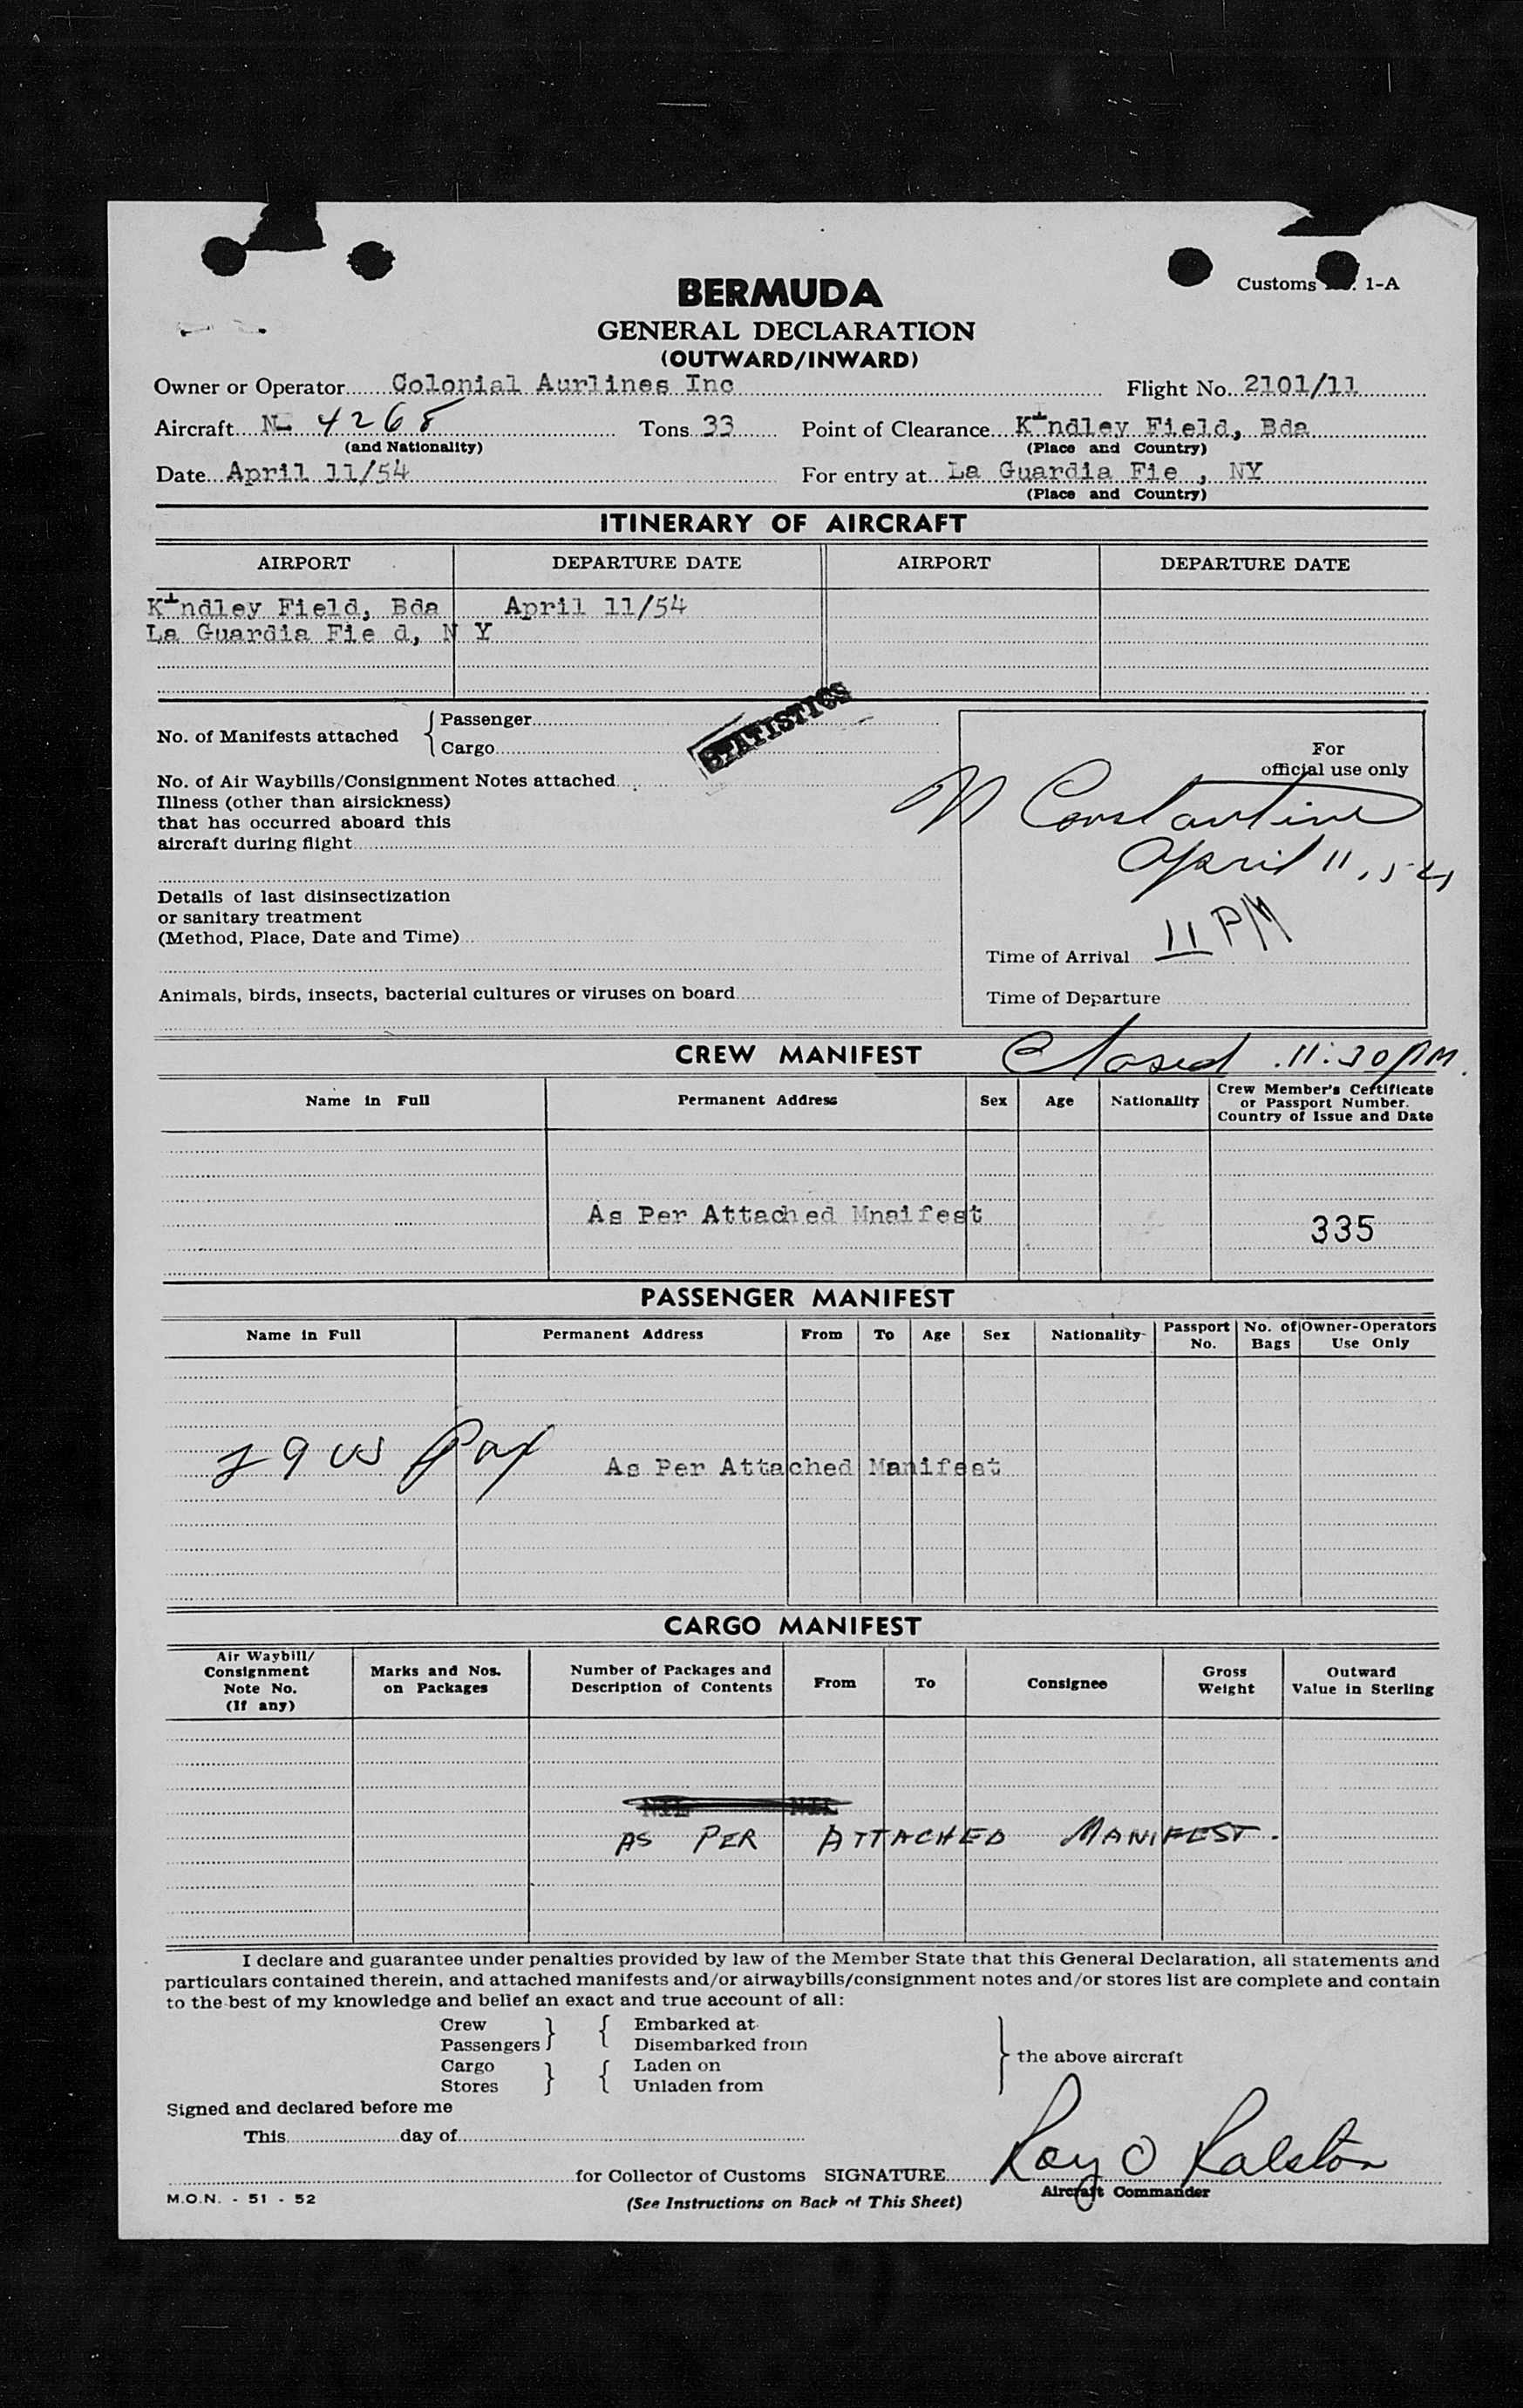 Customs 1-A
BERMUDA
GENERAL DECLARATION
(OUTWARD/INWARD)
Owner or Operator Colonial Aurlines Inc Flight No. 2101/11
Aircraft N- 4268 Tons 33 Point of Clearance Kindley Field, Bda
(and Nationality) (Place and Country)
Date April 11/54 For entry at La Guardia Fie , NY
(Place and Country)
ITINERARY OF AIRCRAFT
AIRPORT DEPARTURE DATE AIRPORT DEPARTURE DATE
Kindley Field, Bda April 11/54
La Guardia Fie d, N Y
No. of Manifests attached { Passenger
Cargo
STATISTICS
No. of Air Waybills/Consignment Notes attached
Illness (other than airsickness)
that has occurred aboard this
aircraft during flight
Details of last disinsectization
or sanitary treatment
(Method, Place, Date and Time)
Animals, birds, insects, bacterial cultures or viruses on board
For
official use only
Constantine
April 11, 54
Time of Arrival 11 PM
Time of Departure
CREW MANIFEST Closed 11:30 PM.
Name in Full Permanent Address Sex Age Nationality Crew Member's Certificate
or Passport Number.
Country of Issue and Date
As Per Attached Mnaifest
335
PASSENGER MANIFEST
Name in Full Permanent Address From To Age Sex Nationality Passport No. No. of Bags Owner-Operators Use Only
29 US Pax As Per Attached Manifest
CARGO MANIFEST
Air Waybill/
Consignment
Note No.
(If any) Marks and Nos.
on Packages Number of Packages and
Description of Contents From To Consignee Gross
Weight Outward
Value in Sterling
NIL NIL
AS PER ATTACHED MANIFEST.
I declare and guarantee under penalties provided by law of the Member State that this General Declaration, all statements and
particulars contained therein, and attached manifests and/or airwaybills/consignment notes and/or stores list are complete and contain
to the best of my knowledge and belief an exact and true account of all:
Crew } { Embarked at
Passengers Disembarked from
Cargo } { Laden on } the above aircraft
Stores Unladen from
Signed and declared before me
This day of
for Collector of Customs SIGNATURE Roy O Ralston
Aircraft Commander
M.O.N. - 51 - 52 (See Instructions on Back of This Sheet)